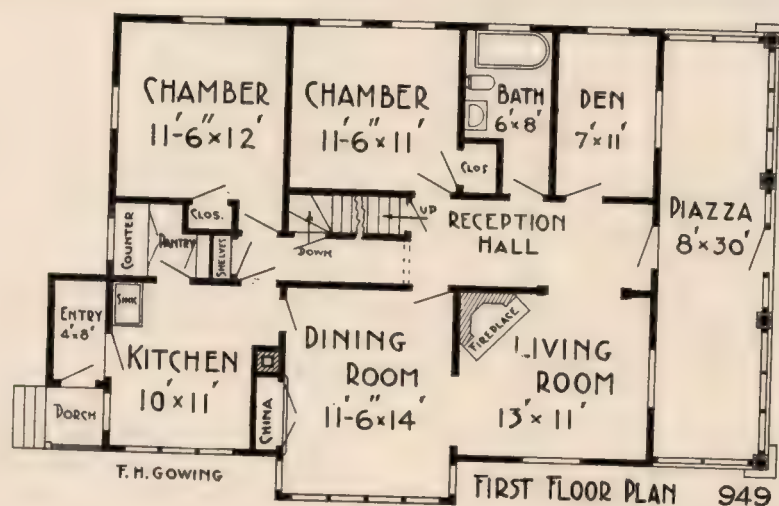 CHAMBER
11'-6"×12'
CHAMBER
11'-6"×11'
BATH
6'×8'
DEN
7'×11'
CLOS
PIAZZA
8'×30'
COUNTER
PANTRY
CLOS.
SHELVES
DOWN
UP
RECEPTION
HALL
ENTRY
4'×8'
SINK
KITCHEN
10'×11'
CHINA
DINING
ROOM
11'-6×14'
FIREPLACE
LIVING
ROOM
13'×11'
PORCH
F. H. GOWING
FIRST FLOOR PLAN 949